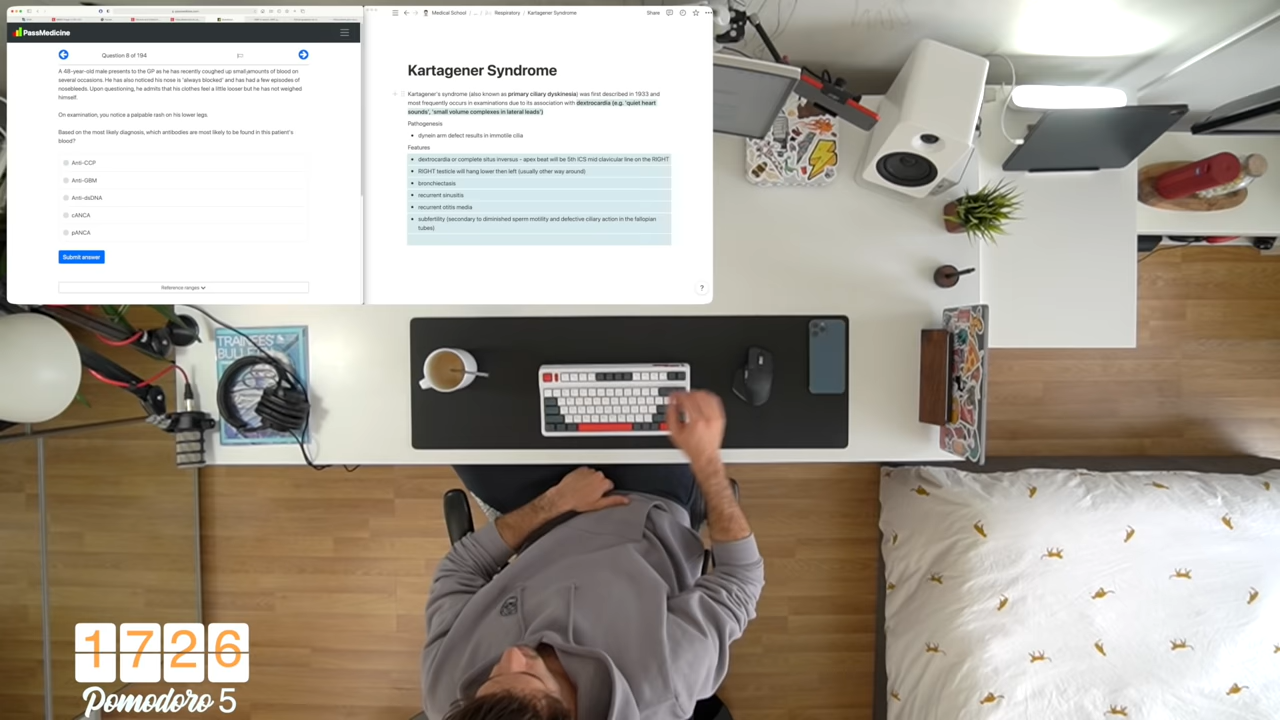 PassMedicine
Question 8 of 194
A 48-year-old male presents to the GP as he has recently coughed up small amounts of blood on
several occasions. He has also noticed his nose is 'always blocked' and has had a few episodes of
nosebleeds. Upon questioning, he admits that his clothes feel a little looser but he has not weighed
himself.
On examination, you notice a palpable rash on his lower legs.
Based on the most likely diagnosis, which antibodies are most likely to be found in this patient's
blood?
Anti-CCP
Anti-GBM
Anti-dsDNA
cANCA
pANCA
Submit answer
Reference ranges
Medical School / ... / Respiratory / Kartagener Syndrome
Share
Kartagener Syndrome
Kartagener's syndrome (also known as primary ciliary dyskinesia) was first described in 1933 and
most frequently occurs in examinations due to its association with dextrocardia (e.g. 'quiet heart
sounds', 'small volume complexes in lateral leads')
Pathogenesis
• dynein arm defect results in immotile cilia
Features
• dextrocardia or complete situs inversus - apex beat will be 5th ICS mid clavicular line on the RIGHT
• RIGHT testicle will hang lower then left (usually other way around)
• bronchiectasis
• recurrent sinusitis
• recurrent otitis media
• subfertility (secondary to diminished sperm motility and defective ciliary action in the fallopian
tubes)
?
TRAINEES'
BULLET
1726
Pomodoro 5